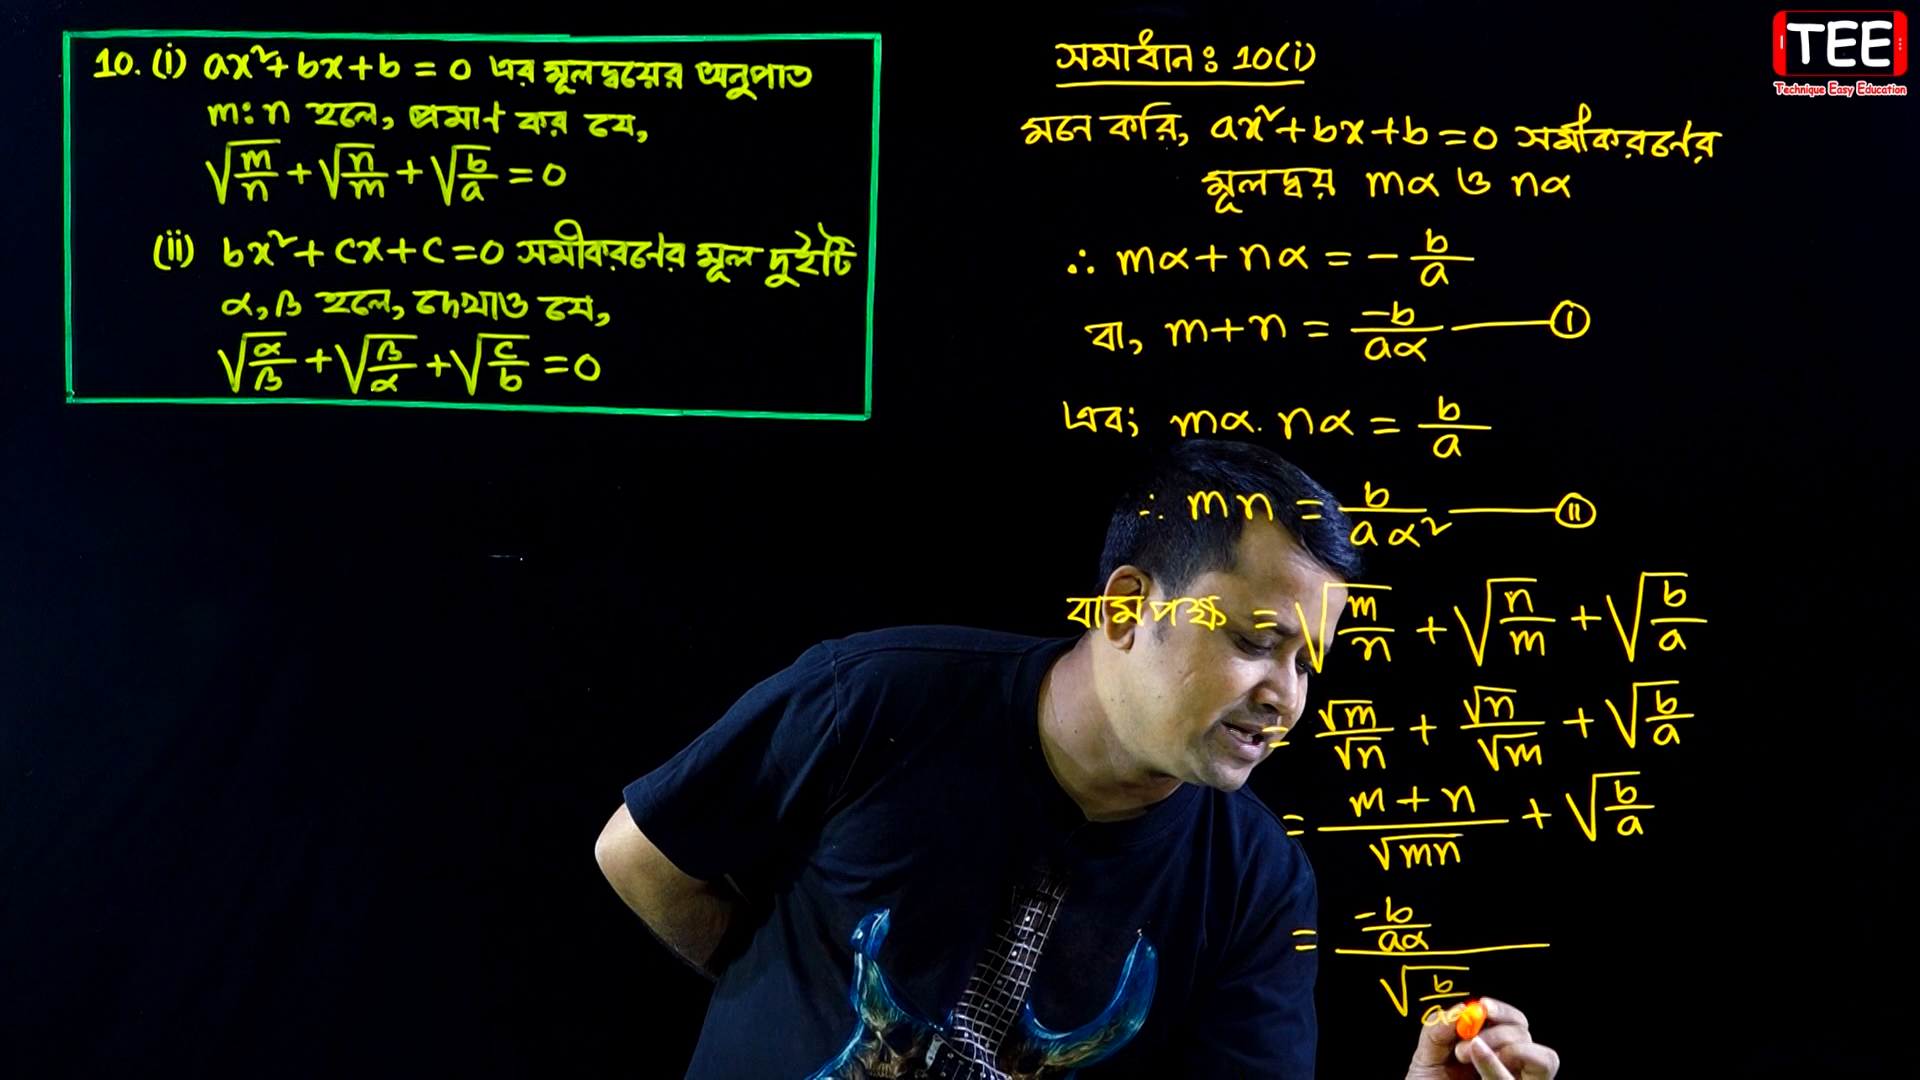 10. (i) ax²+bx+b = 0 এর মূলদ্বয়ের অনুপাত
m:n হলে, প্রমাণ কর যে,
√(m/n) + √(n/m) + √(b/a) = 0
(ii) bx²+cx+c=0 সমীকরণের মূল দুইটি
α,β হলে, দেখাও যে,
√(α/β) + √(β/α) + √(c/b) = 0
সমাধান: 10(i)
মনে করি, ax²+bx+b=0 সমীকরণের
মূলদ্বয় mα ও nα
∴ mα+nα = -b/a
বা, m+n = -b/aα ——— (i)
এবং mα.nα = b/a
∴ mn = b/aα² ——— (ii)
বামপক্ষ = √(m/n) + √(n/m) + √(b/a)
= √m/√n + √n/√m + √(b/a)
= (m+n)/√mn + √(b/a)
= (-b/aα)/√(b/aα
TEE
Technique Easy Education